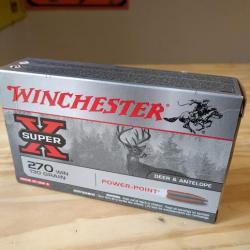 WINCHESTER
SUPER
X
270 WIN
130 GRAIN
DEER & ANTELOPE
POWER-POINT